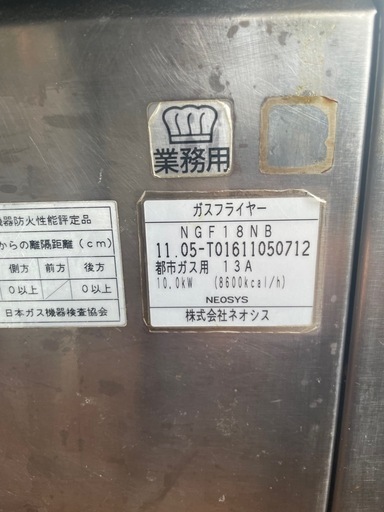 業務用
ガスフライヤー
NGF18NB
11.05-T01611050712
都市ガス用 13A
10.0kW (8600kcal/h)
NEOSYS
株式会社ネオシス
機器防火性能評定品
からの離隔距離(cm)
側方 前方 後方
0以上 0以上
日本ガス機器検査協会